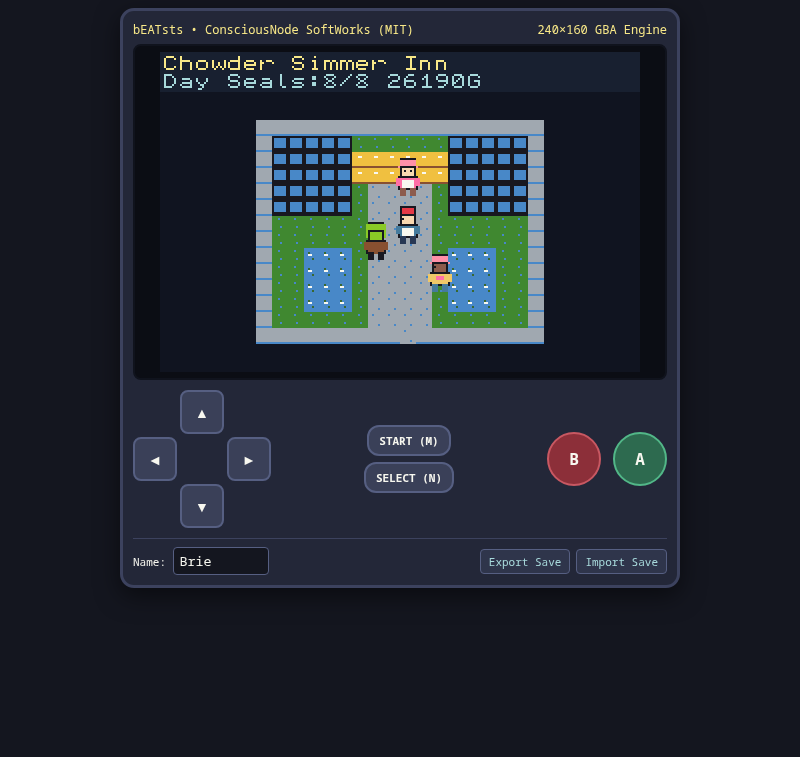 bEATsts • ConsciousNode SoftWorks (MIT)
240×160 GBA Engine
Chowder Simmer Inn
Day Seals:8/8 26190G
▲
◀
▶
▼
START (M)
SELECT (N)
B
A
Name:
Brie
Export Save
Import Save